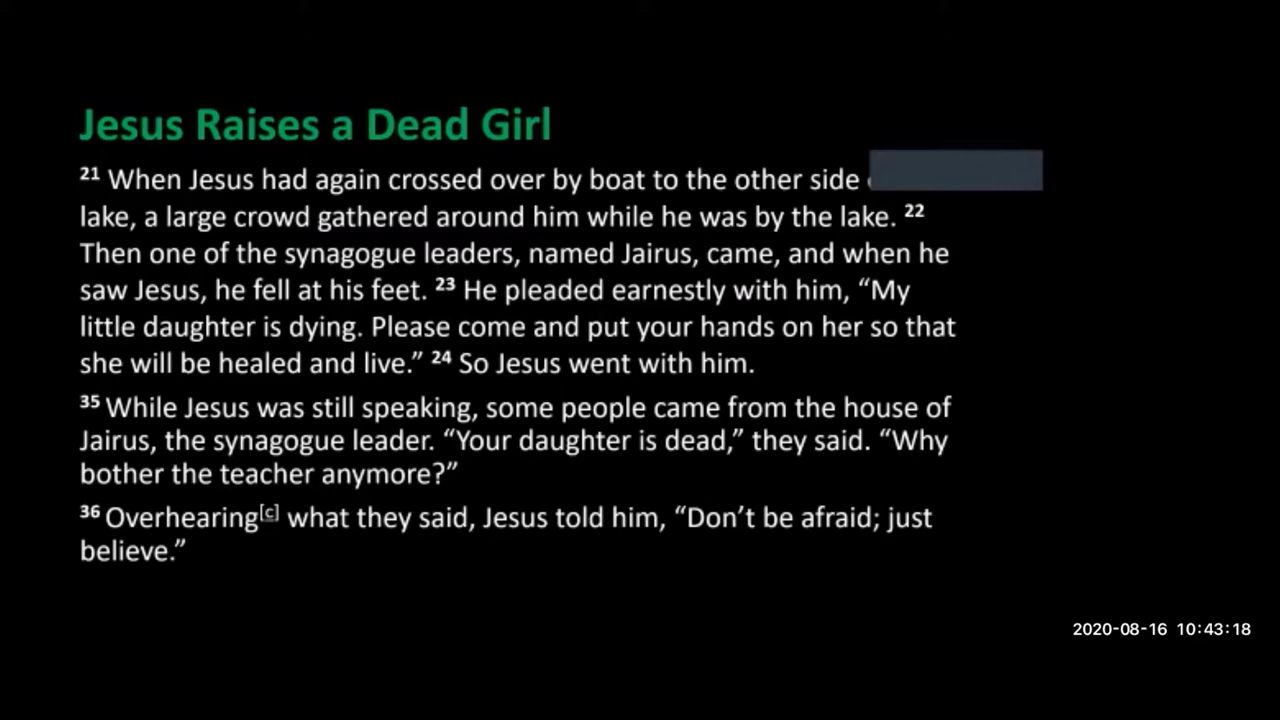 Jesus Raises a Dead Girl
21 When Jesus had again crossed over by boat to the other side
lake, a large crowd gathered around him while he was by the lake. 22
Then one of the synagogue leaders, named Jairus, came, and when he
saw Jesus, he fell at his feet. 23 He pleaded earnestly with him, “My
little daughter is dying. Please come and put your hands on her so that
she will be healed and live.” 24 So Jesus went with him.
35 While Jesus was still speaking, some people came from the house of
Jairus, the synagogue leader. “Your daughter is dead,” they said. “Why
bother the teacher anymore?”
36 Overhearing[c] what they said, Jesus told him, “Don’t be afraid; just
believe.”
2020-08-16 10:43:18